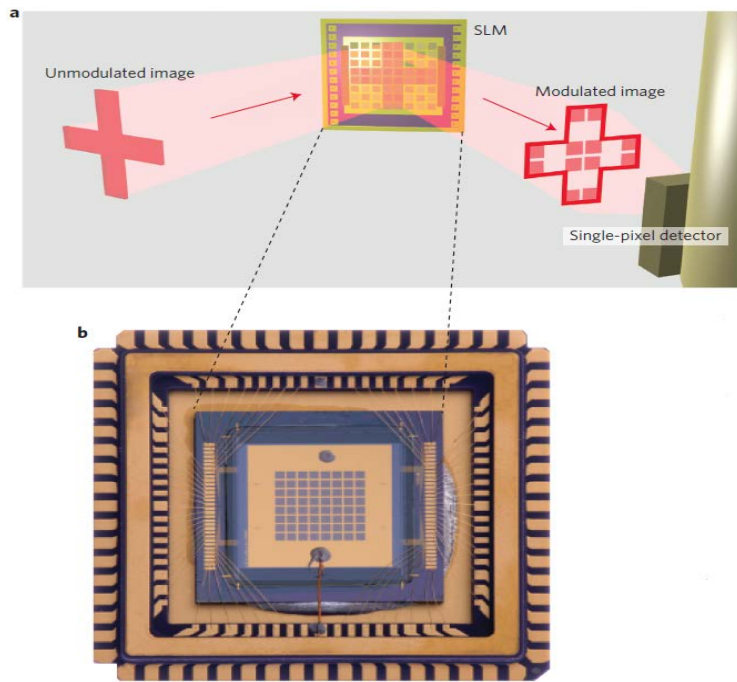 a
SLM
Unmodulated image
Modulated image
Single-pixel detector
b